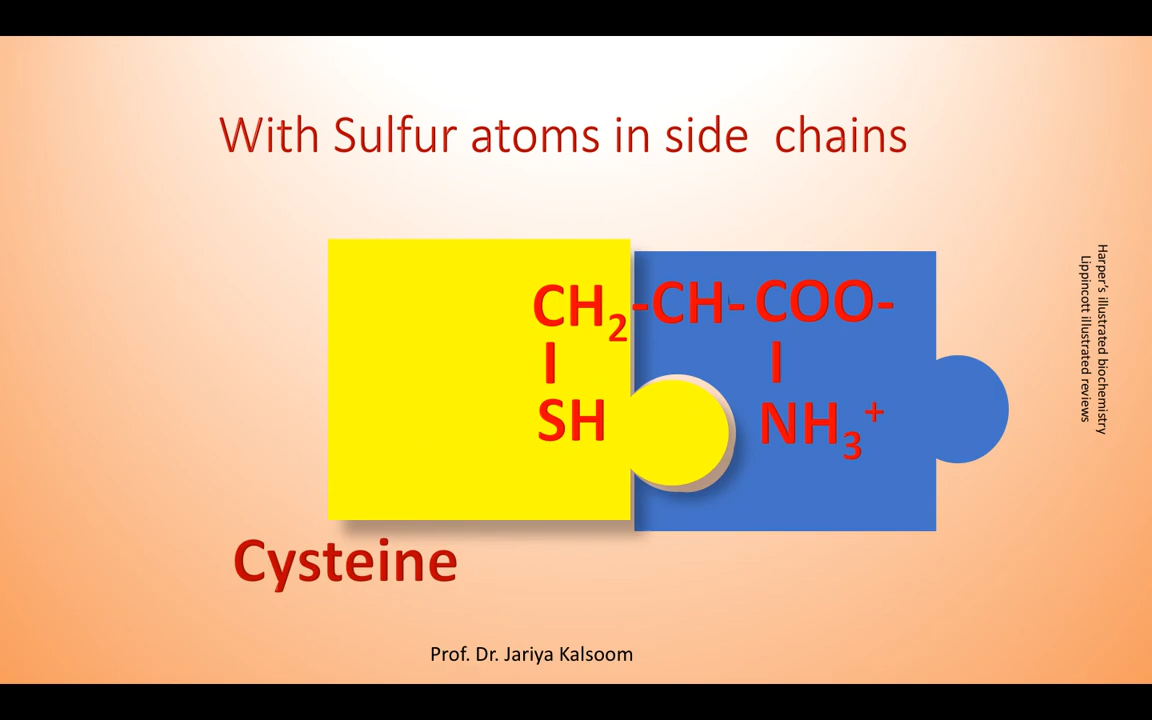 With Sulfur atoms in side chains
CH₂-CH- COO-
I I
SH NH₃⁺
Cysteine
Prof. Dr. Jariya Kalsoom
Harper's illustrated biochemistry
Lippincott illustrated reviews